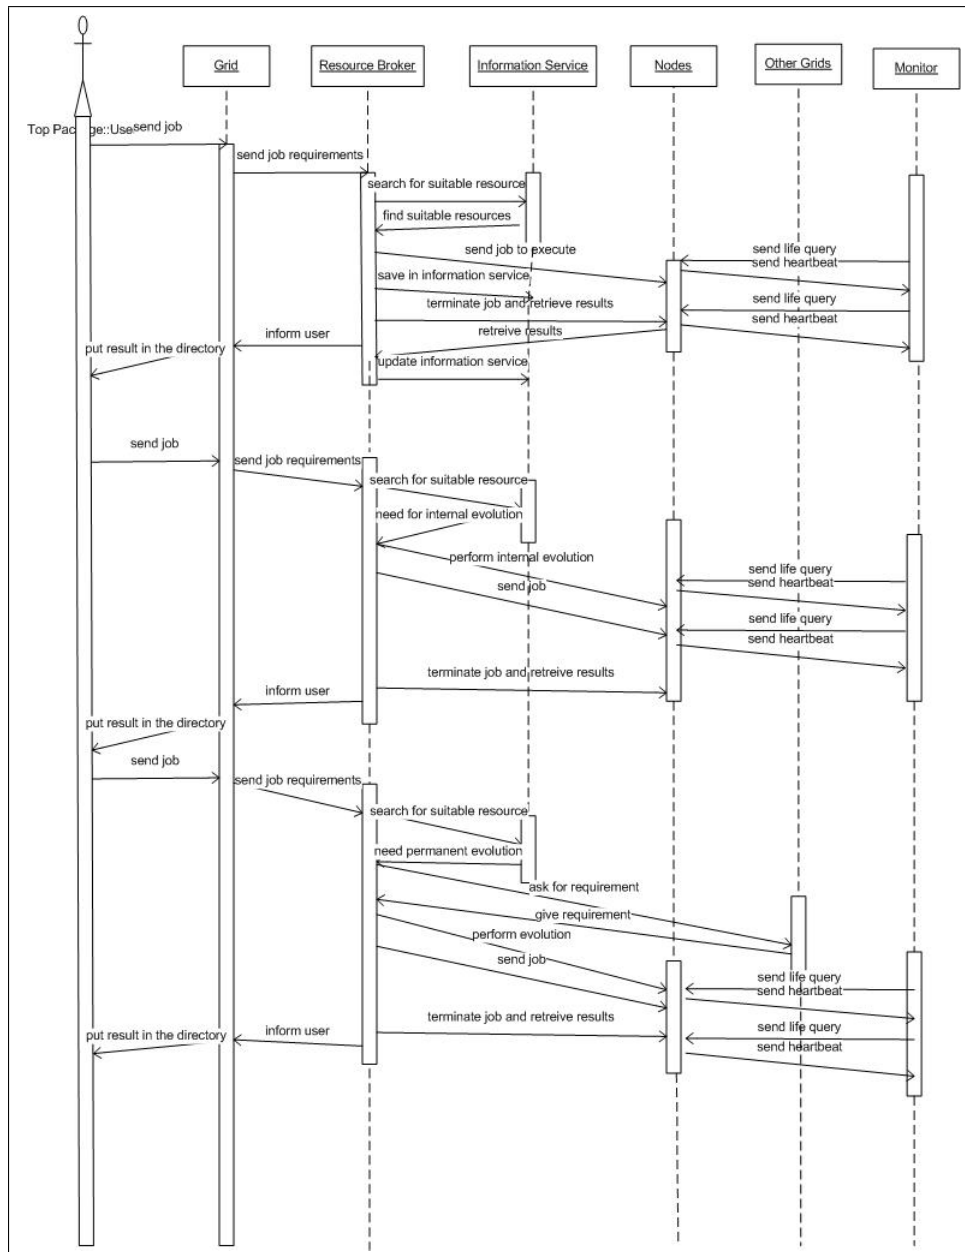 Grid
Resource Broker
Information Service
Nodes
Other Grids
Monitor
Top Package::User
send job
send job requirements
search for suitable resource
find suitable resources
send job to execute
send life query
send heartbeat
save in information service
terminate job and retrieve results
send life query
send heartbeat
inform user
retreive results
put result in the directory
update information service
send job
send job requirements
search for suitable resource
need for internal evolution
perform internal evolution
send life query
send heartbeat
send job
send life query
send heartbeat
terminate job and retreive results
inform user
put result in the directory
send job
send job requirements
search for suitable resource
need permanent evolution
ask for requirement
give requirement
perform evolution
send job
send life query
send heartbeat
terminate job and retreive results
send life query
inform user
put result in the directory
send heartbeat